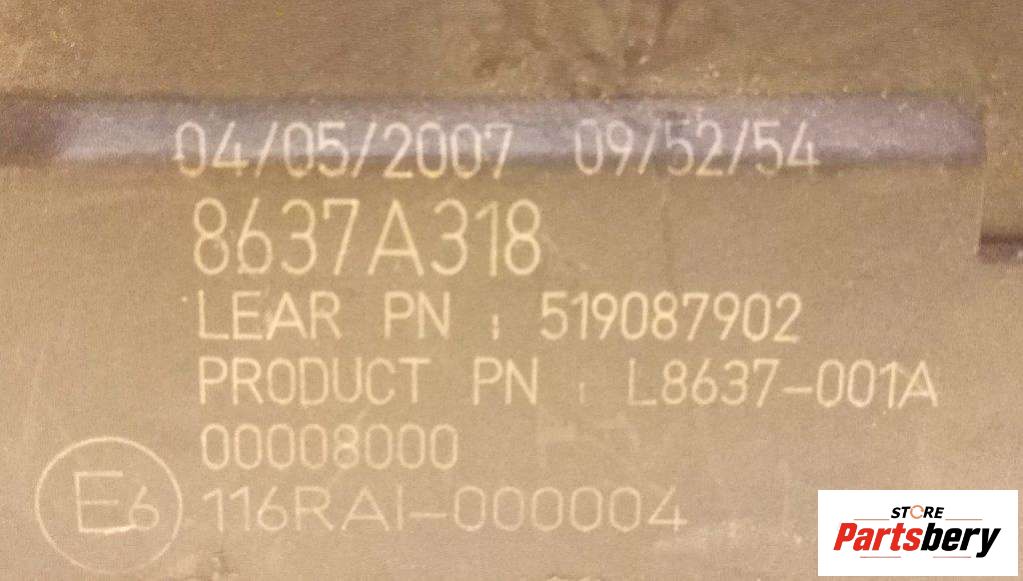 04/05/2007 09/52/54
8637A318
LEAR PN : 519087902
PRODUCT PN : L8637-001A
00008000
E6 116RAI-000004
STORE
Partsbery